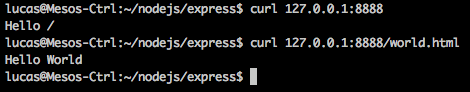 lucas@Mesos-Ctrl:~/nodejs/express$ curl 127.0.0.1:8888
Hello /
lucas@Mesos-Ctrl:~/nodejs/express$ curl 127.0.0.1:8888/world.html
Hello World
lucas@Mesos-Ctrl:~/nodejs/express$